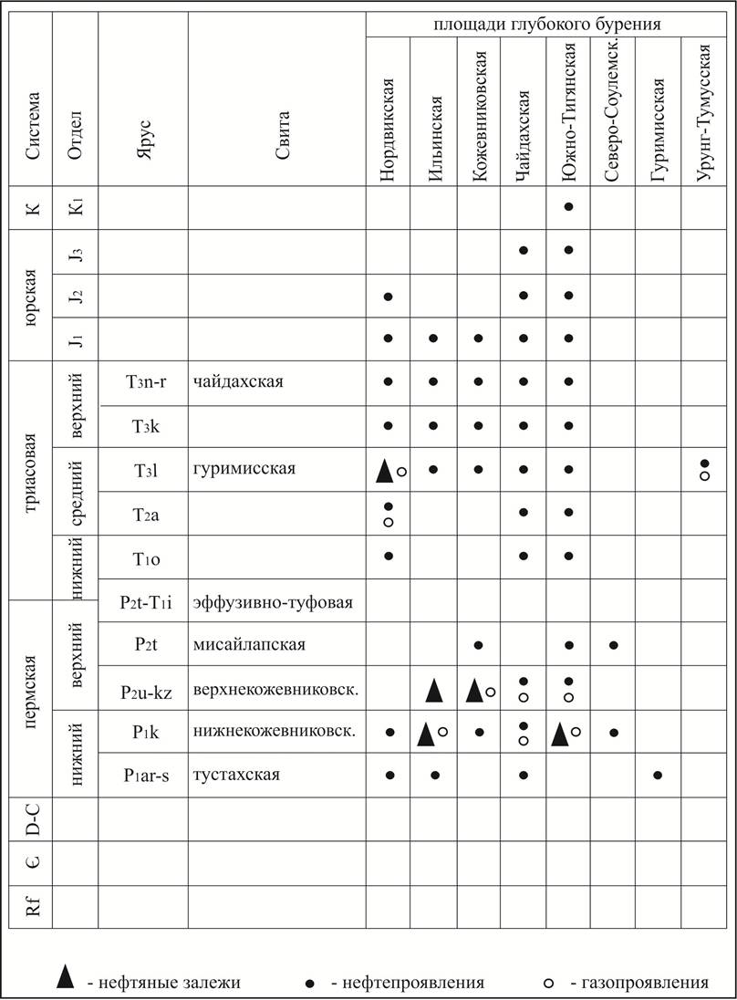 площади глубокого бурения
Система Отдел Ярус Свита Нордвикская Ильинская Кожевниковская Чайдахская Южно-Тигянская Северо-Соулемск. Гуримисская Урунг-Тумусская
К К1
юрская J3
J2
J1
триасовая верхний T3n-r чайдахская
T3k
средний T3l гуримисская
T2a
нижний T1o
P2t-T1i эффузивно-туфовая
пермская верхний P2t мисайлапская
P2u-kz верхнекожевниковск.
нижний P1k нижнекожевниковск.
P1ar-s тустахская
D-C
Є
Rf
- нефтяные залежи - нефтепроявления - газопроявления